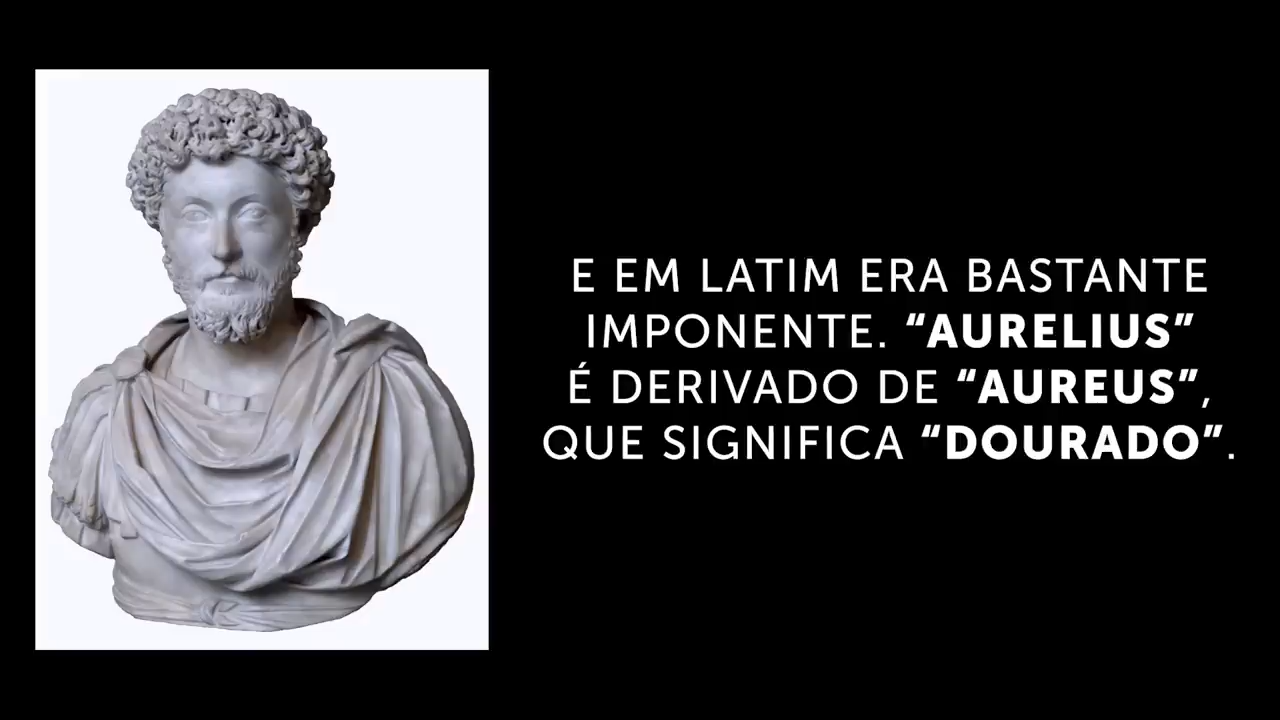 E EM LATIM ERA BASTANTE
IMPONENTE. “AURELIUS”
É DERIVADO DE “AUREUS”,
QUE SIGNIFICA “DOURADO”.